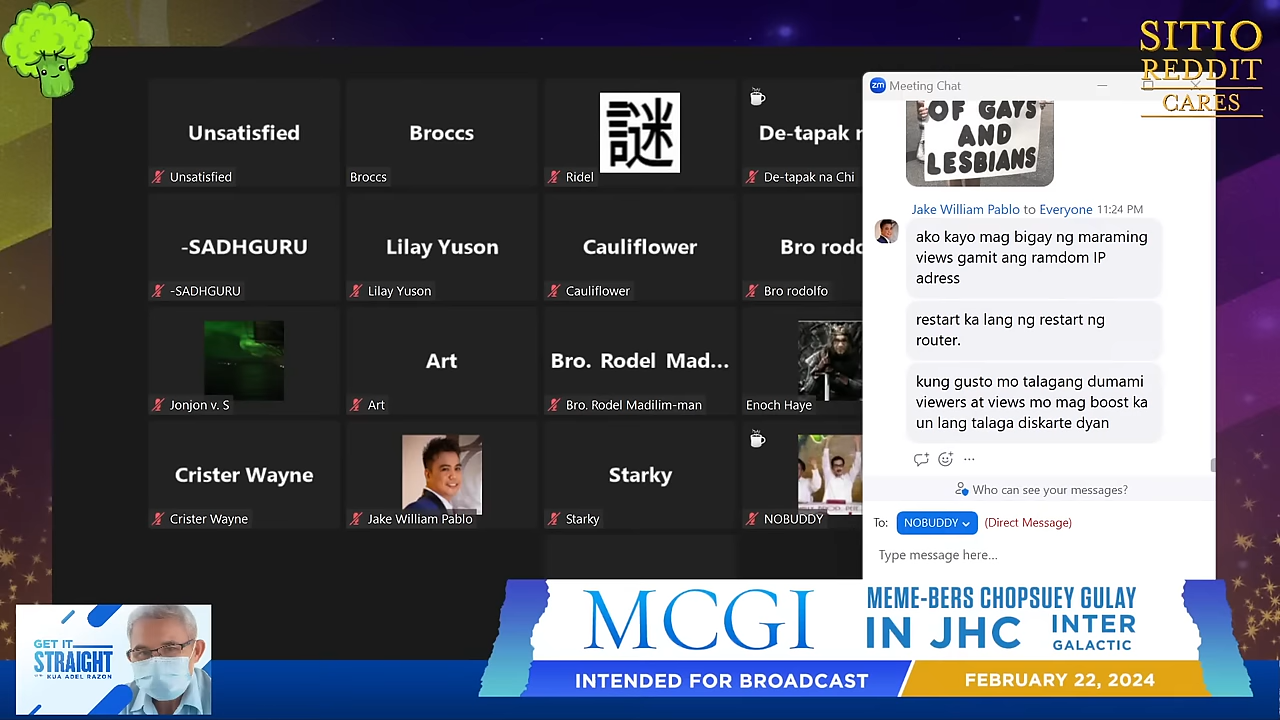 SITIO
REDDIT
CARES
Unsatisfied
Unsatisfied
Broccs
Broccs
謎
Ridel
De-tapak
De-tapak na Chi
-SADHGURU
-SADHGURU
Lilay Yuson
Lilay Yuson
Cauliflower
Cauliflower
Bro rodo
Bro rodolfo
Jonjon v. S
Art
Art
Bro. Rodel Mad...
Bro. Rodel Madilim-man
Enoch Haye
Crister Wayne
Crister Wayne
Jake William Pablo
Starky
Starky
NOBUDDY
zm Meeting Chat
OF GAYS
AND
LESBIANS
Jake William Pablo to Everyone 11:24 PM
ako kayo mag bigay ng maraming
views gamit ang ramdom IP
adress
restart ka lang ng restart ng
router.
kung gusto mo talagang dumami
viewers at views mo mag boost ka
un lang talaga diskarte dyan
Who can see your messages?
To: NOBUDDY (Direct Message)
Type message here...
GET IT
STRAIGHT
KUA ADEL RAZON
MCGI
MEME-BERS CHOPSUEY GULAY
IN JHC INTER
GALACTIC
INTENDED FOR BROADCAST
FEBRUARY 22, 2024